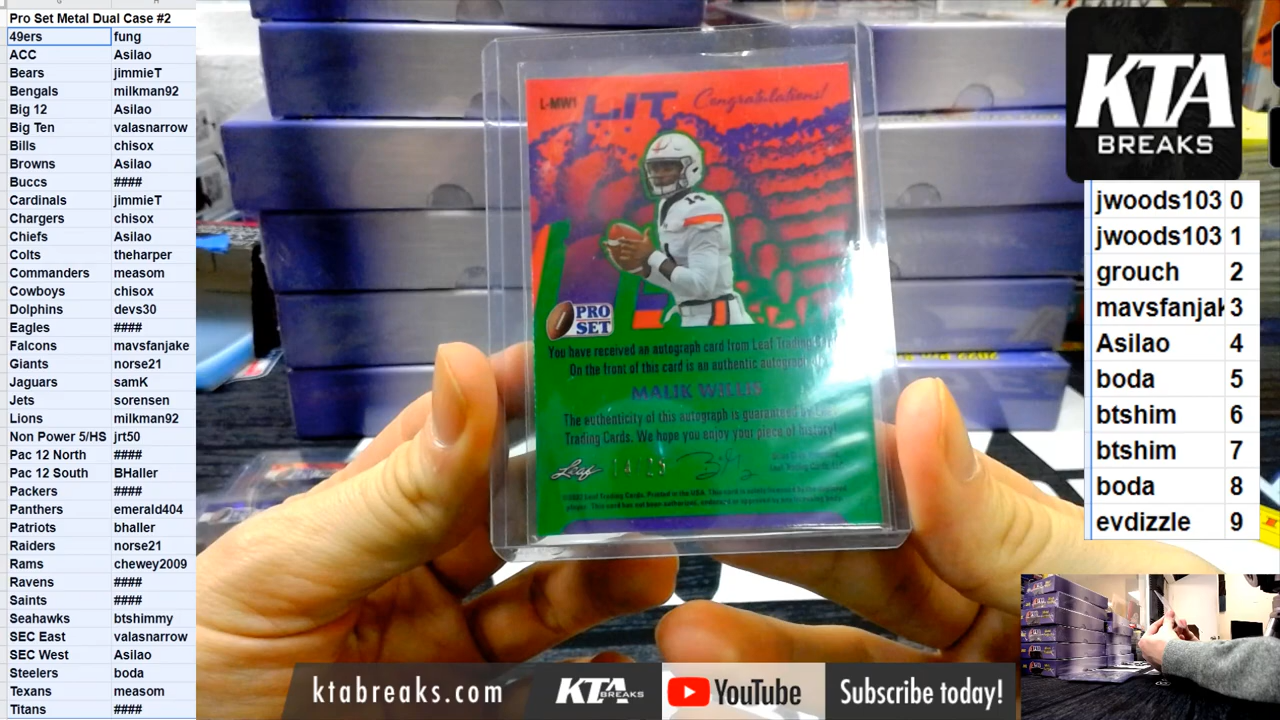 Pro Set Metal Dual Case #2
49ers fung
ACC Asilao
Bears jimmieT
Bengals milkman92
Big 12 Asilao
Big Ten valasnarrow
Bills chisox
Browns Asilao
Buccs ####
Cardinals jimmieT
Chargers chisox
Chiefs Asilao
Colts theharper
Commanders measom
Cowboys chisox
Dolphins devs30
Eagles ####
Falcons mavsfanjake
Giants norse21
Jaguars samK
Jets sorensen
Lions milkman92
Non Power 5/HS jrt50
Pac 12 North ####
Pac 12 South BHaller
Packers ####
Panthers emerald404
Patriots bhaller
Raiders norse21
Rams chewey2009
Ravens ####
Saints ####
Seahawks btshimmy
SEC East valasnarrow
SEC West Asilao
Steelers boda
Texans measom
Titans ####
L-MW1 LIT Congratulations!
14
PRO
SET
You have received an autograph card from Leaf Trading
On the front of this card is an authentic autograph of
MALIK WILLIS
The authenticity of this autograph is guaranteed by Leaf
Trading Cards. We hope you enjoy your piece of history!
Leaf
KTA
BREAKS
jwoods103 0
jwoods103 1
grouch 2
mavsfanjak 3
Asilao 4
boda 5
btshim 6
btshim 7
boda 8
evdizzle 9
ktabreaks.com KTA BREAKS YouTube Subscribe today!